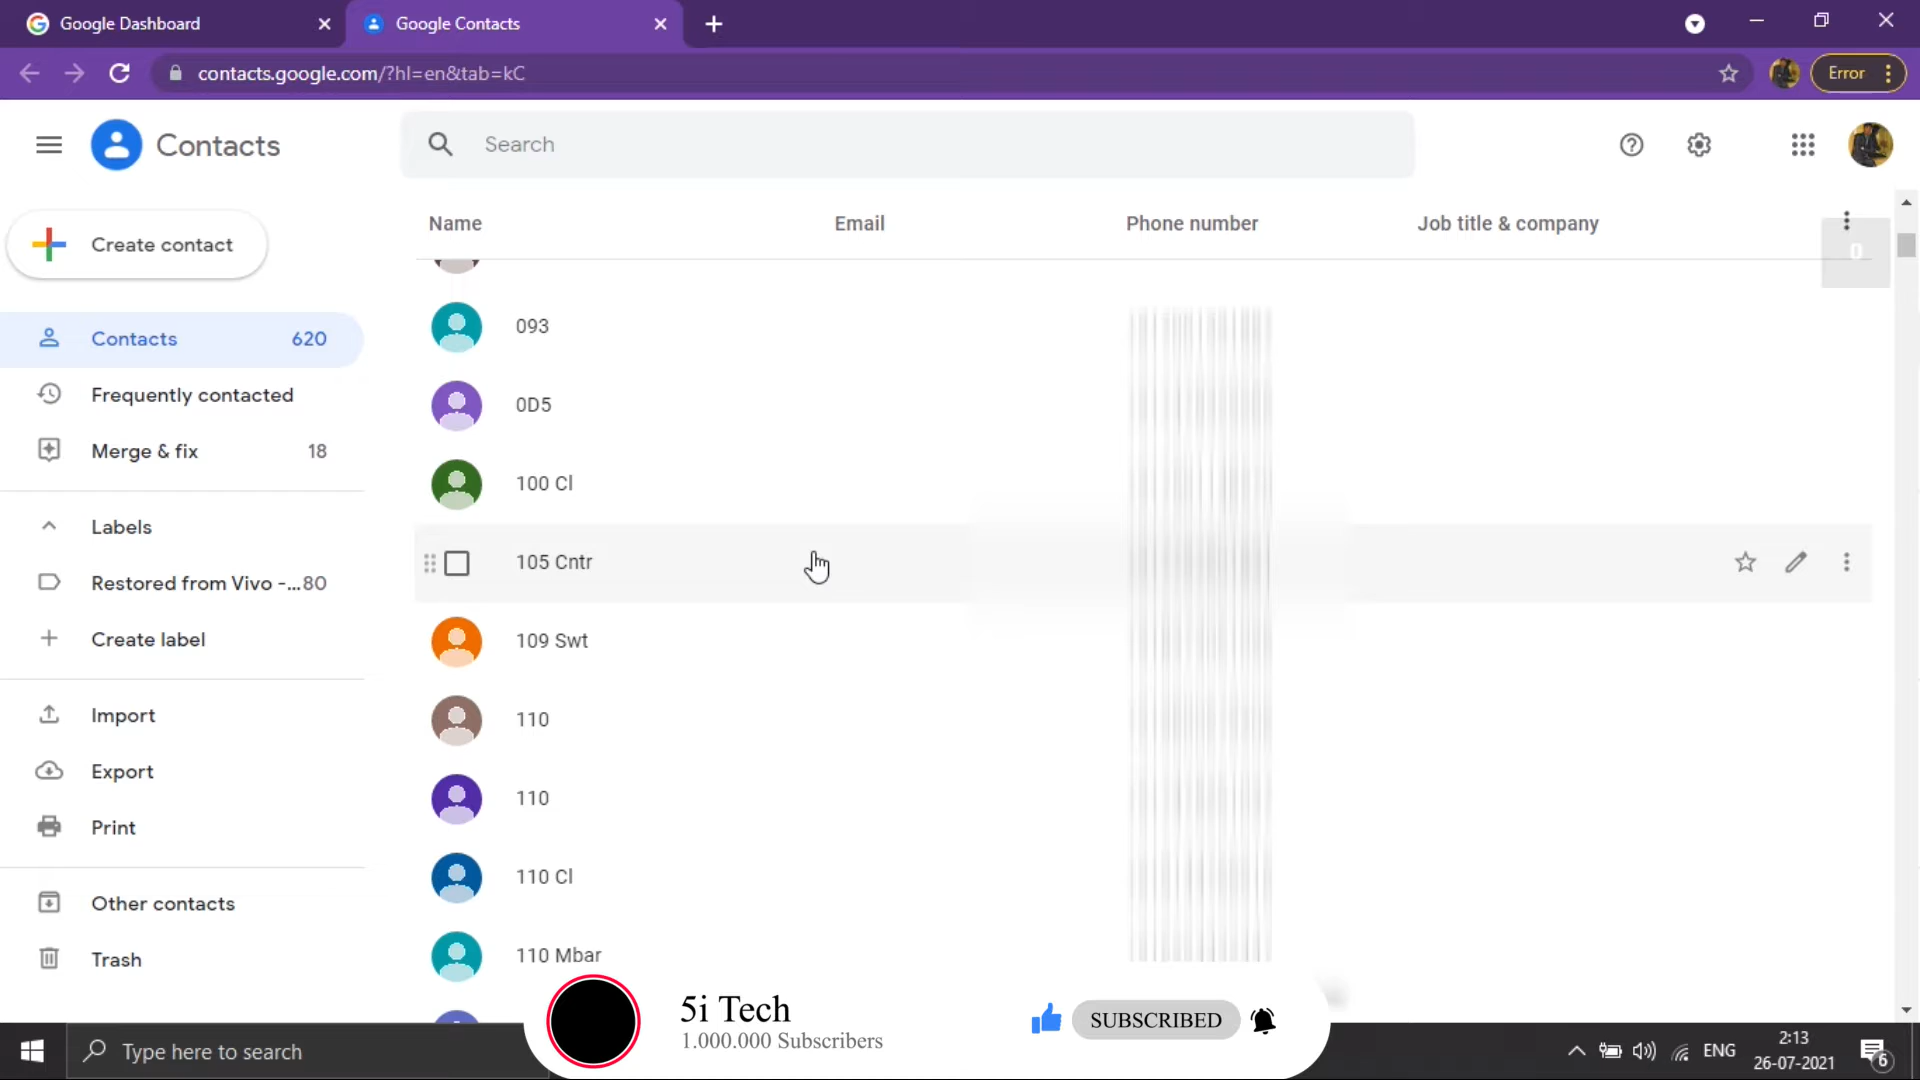 Google Dashboard
Google Contacts
contacts.google.com/?hl=en&tab=kC
Error
Contacts
Search
Name Email Phone number Job title & company
Create contact
0
Contacts 620
Frequently contacted
Merge & fix 18
Labels
Restored from Vivo -...80
Create label
Import
Export
Print
Other contacts
Trash
093
0D5
100 Cl
105 Cntr
109 Swt
110
110
110 Cl
110 Mbar
5i Tech
1.000.000 Subscribers
SUBSCRIBED
Type here to search
ENG
2:13
26-07-2021
6